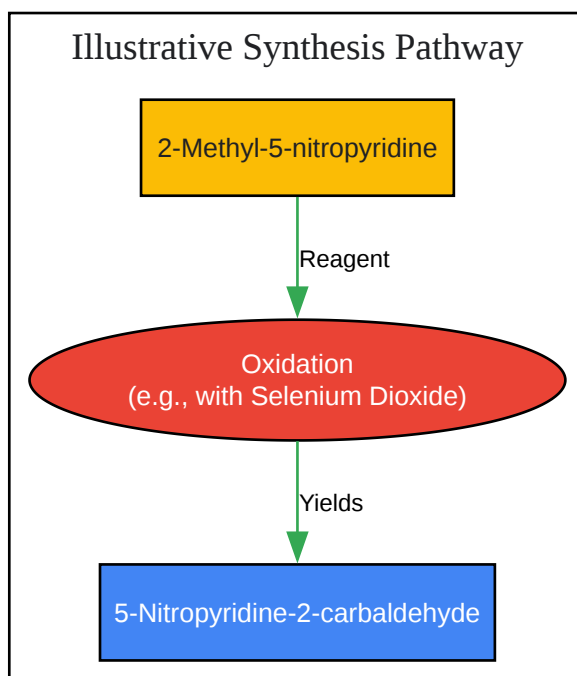 Illustrative Synthesis Pathway
2-Methyl-5-nitropyridine
Reagent
Oxidation
(e.g., with Selenium Dioxide)
Yields
5-Nitropyridine-2-carbaldehyde